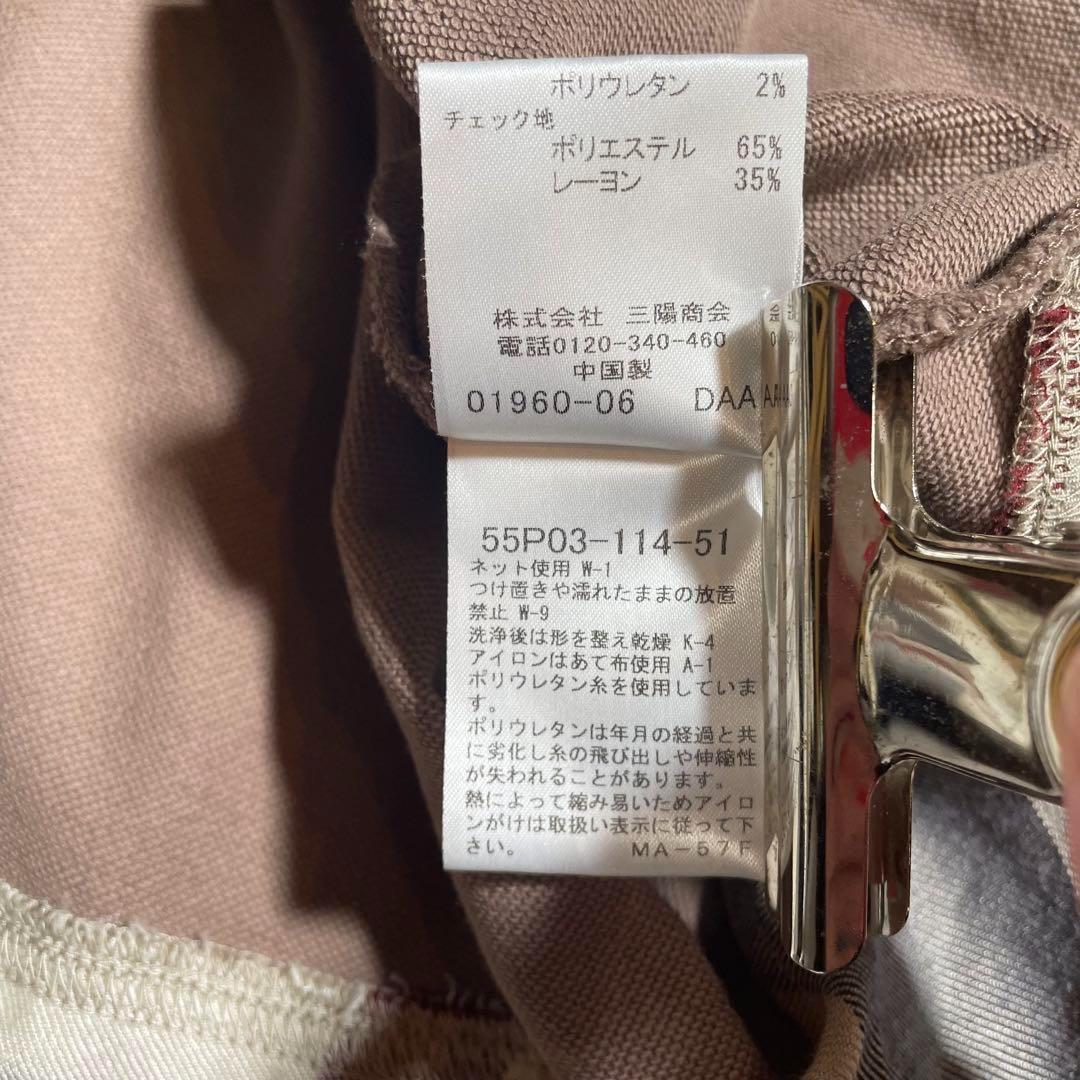 ポリウレタン 2%
チェック地
ポリエステル 65%
レーヨン 35%
株式会社 三陽商会
電話0120-340-460
中国製
01960-06 DAA
55P03-114-51
ネット使用 W-1
つけ置きや濡れたままの放置
禁止 W-9
洗浄後は形を整え乾燥 K-4
アイロンはあて布使用 A-1
ポリウレタン糸を使用していま
す。
ポリウレタンは年月の経過と共
に劣化し糸の飛び出しや伸縮性
が失われることがあります。
熱によって縮み易いためアイロ
ンがけは取扱い表示に従って下
さい。 MA-57F